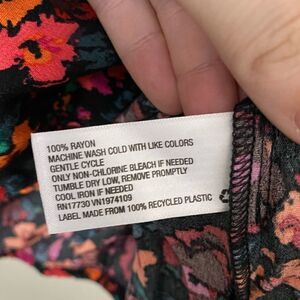 100% RAYON
MACHINE WASH COLD WITH LIKE COLORS
GENTLE CYCLE
ONLY NON-CHLORINE BLEACH IF NEEDED
TUMBLE DRY LOW, REMOVE PROMPTLY
COOL IRON IF NEEDED
RN17730 VN1974109
LABEL MADE FROM 100% RECYCLED PLASTIC